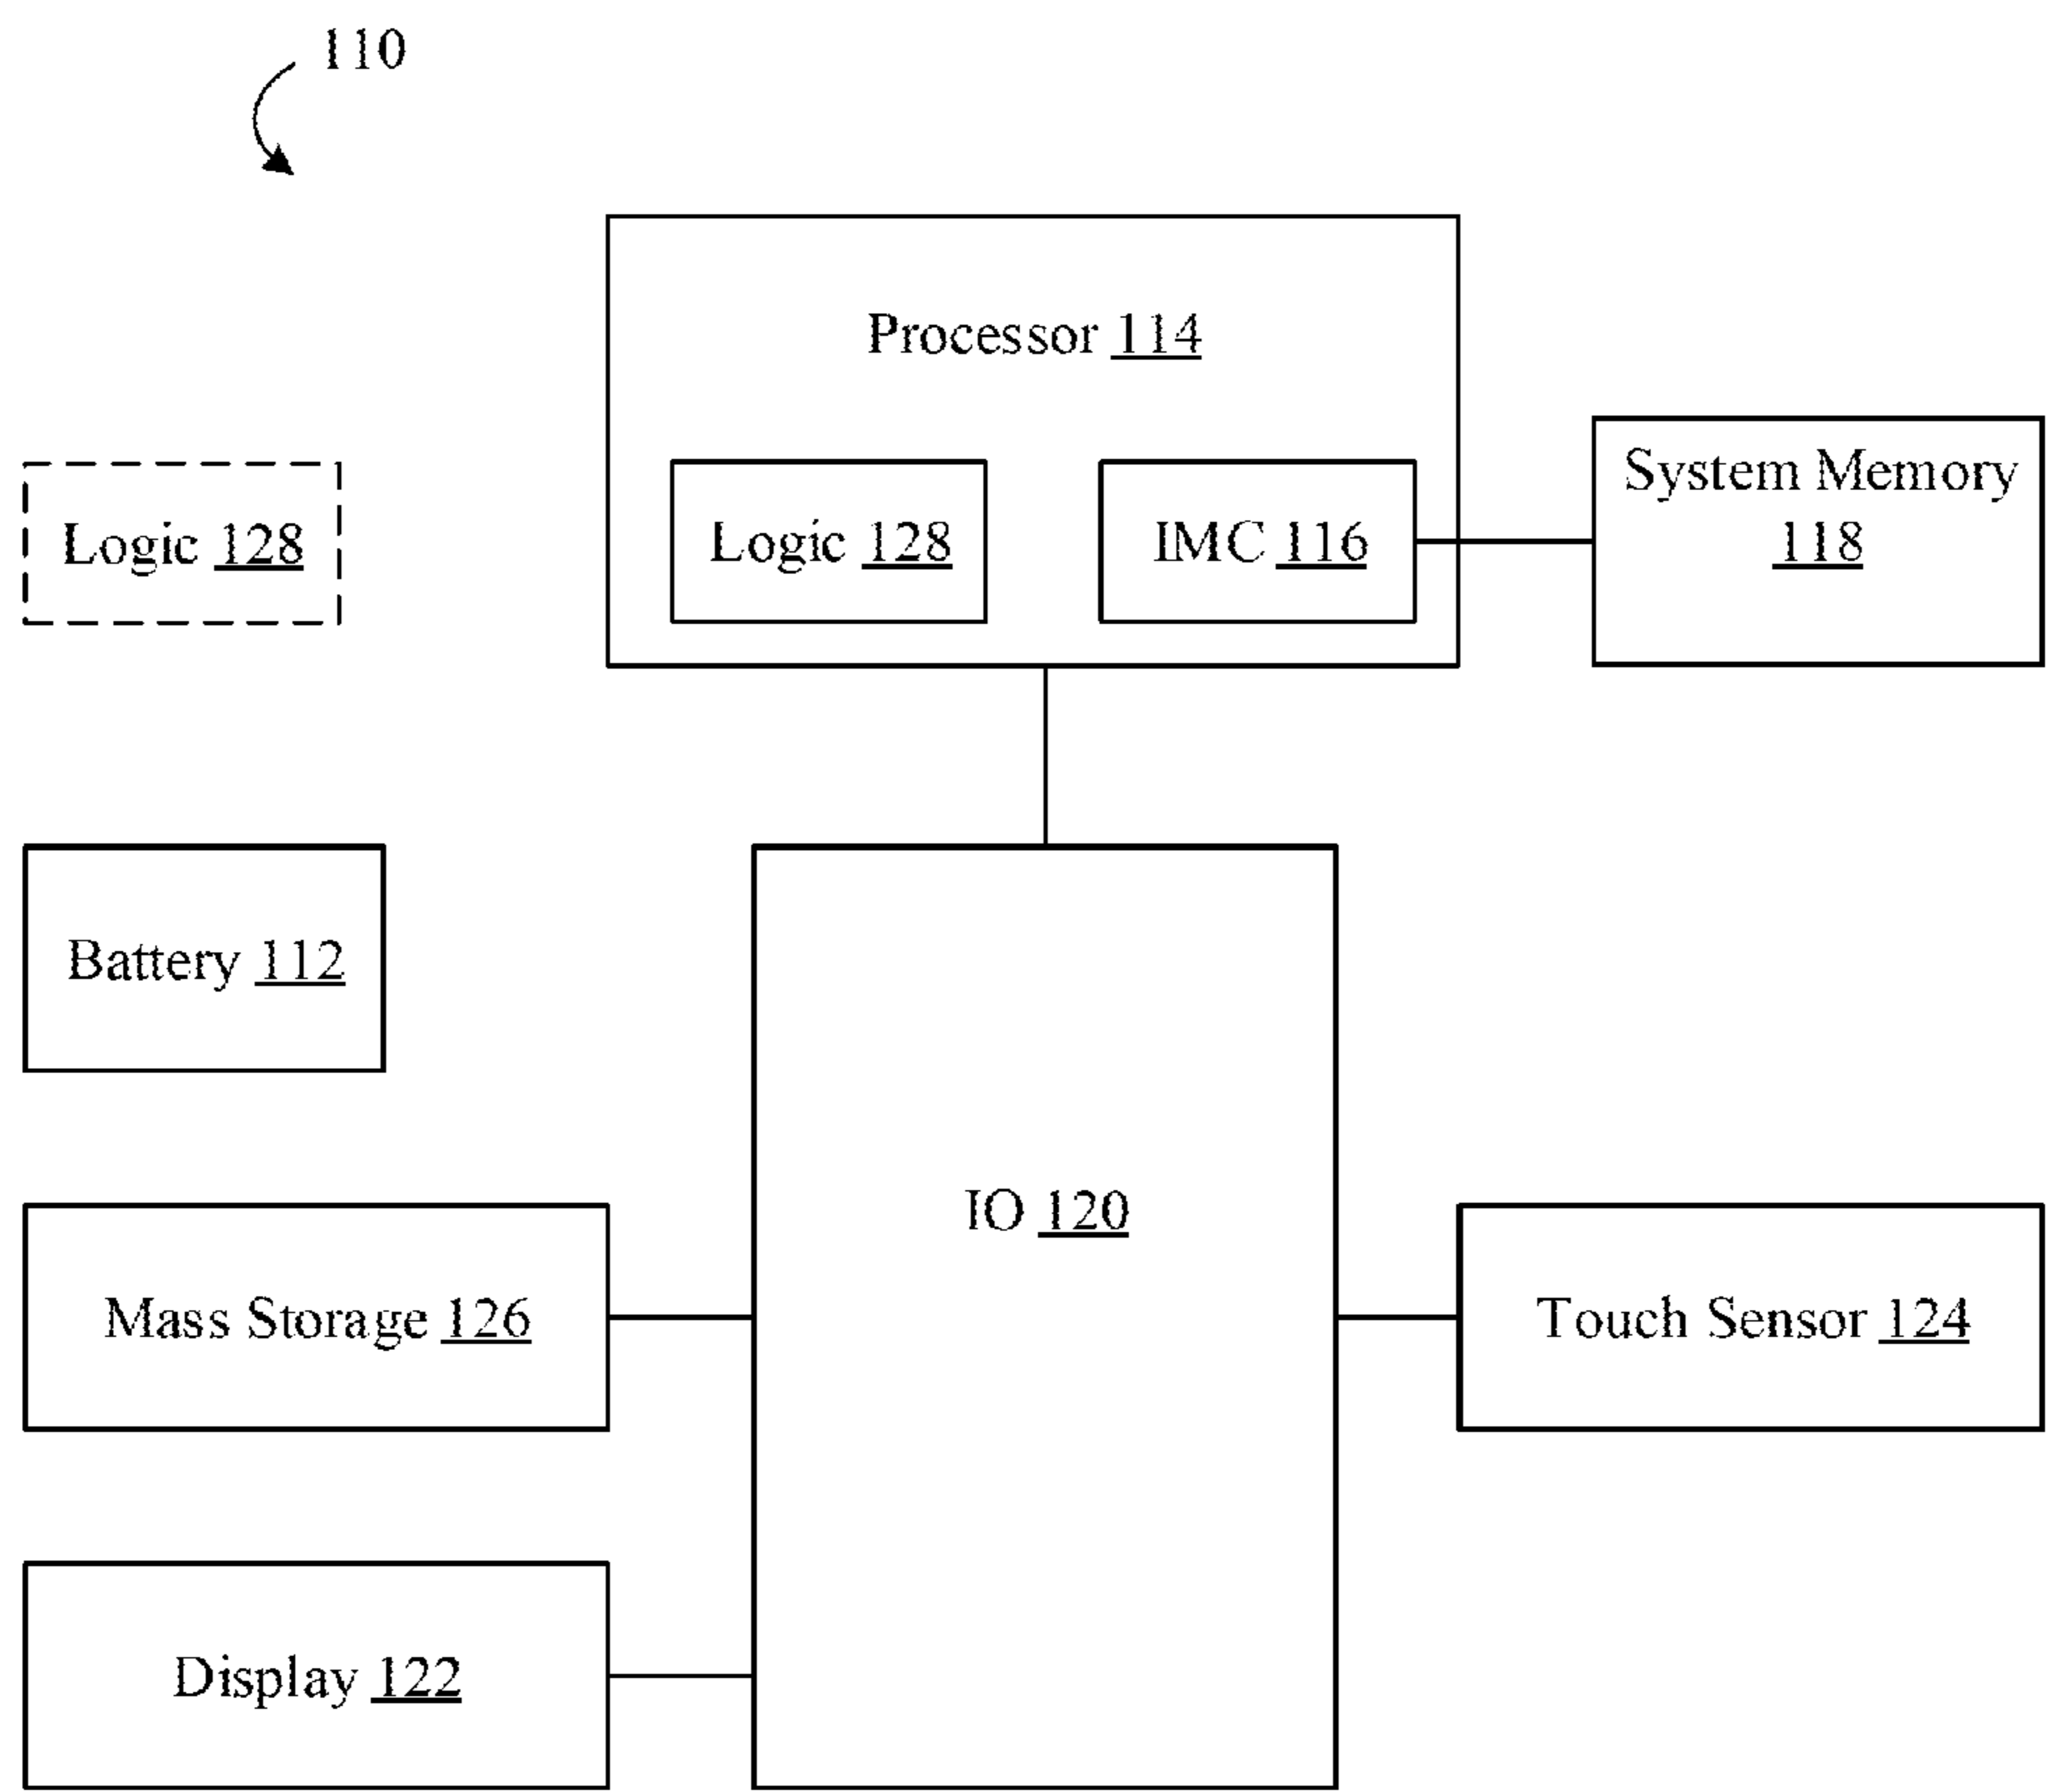 110
Processor 114
Logic 128
Logic 128
IMC 116
System Memory
118
Battery 112
IO 120
Mass Storage 126
Touch Sensor 124
Display 122